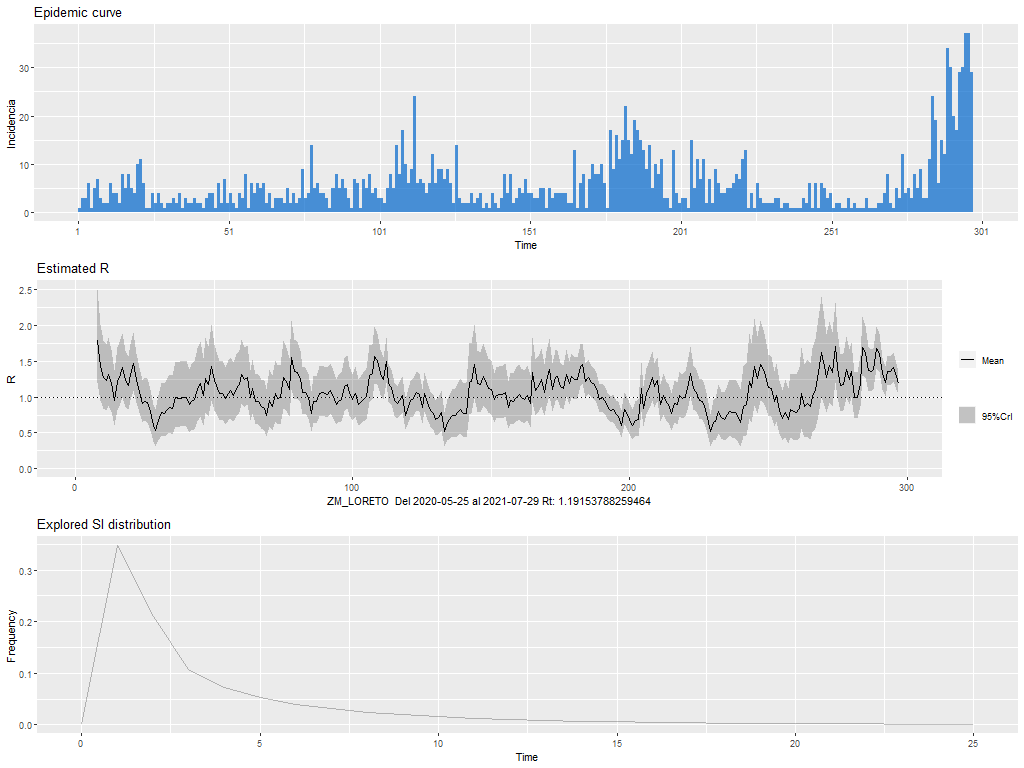 Epidemic curve
Incidencia
30
20
10
0
1 51 101 151 201 251 301
Time
Estimated R
R
2.5
2.0
1.5
1.0
0.5
0.0
Mean
95%CrI
0 100 200 300
ZM_LORETO Del 2020-05-25 al 2021-07-29 Rt: 1.19153788259464
Explored SI distribution
Frequency
0.3
0.2
0.1
0.0
0 5 10 15 20 25
Time